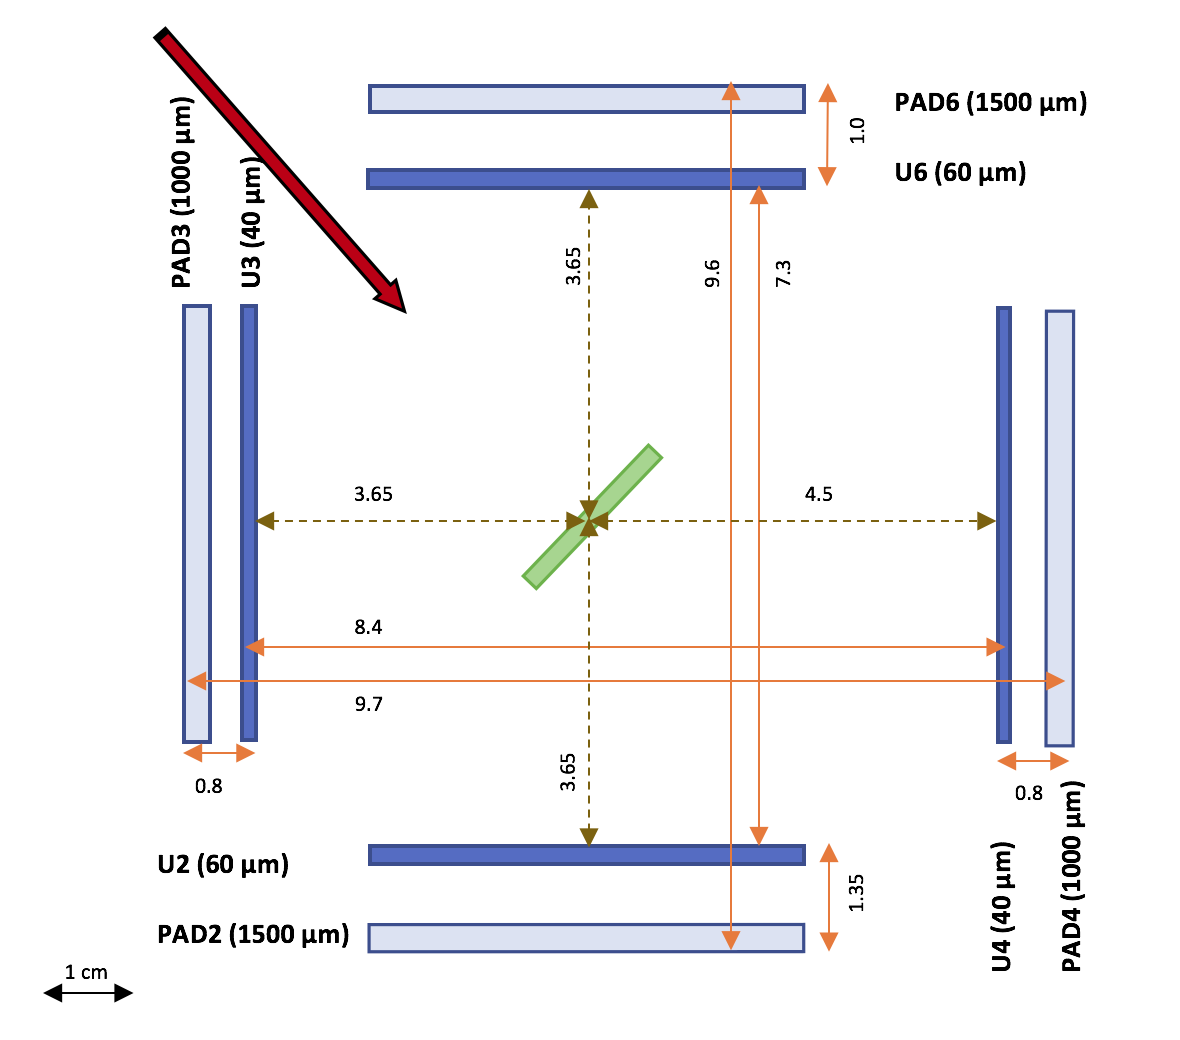 PAD6 (1500 µm)
1.0
U6 (60 µm)
PAD3 (1000 µm)
U3 (40 µm)
3.65
9.6
7.3
3.65
4.5
8.4
9.7
3.65
0.8
0.8
U2 (60 µm)
1.35
PAD2 (1500 µm)
U4 (40 µm)
PAD4 (1000 µm)
1 cm